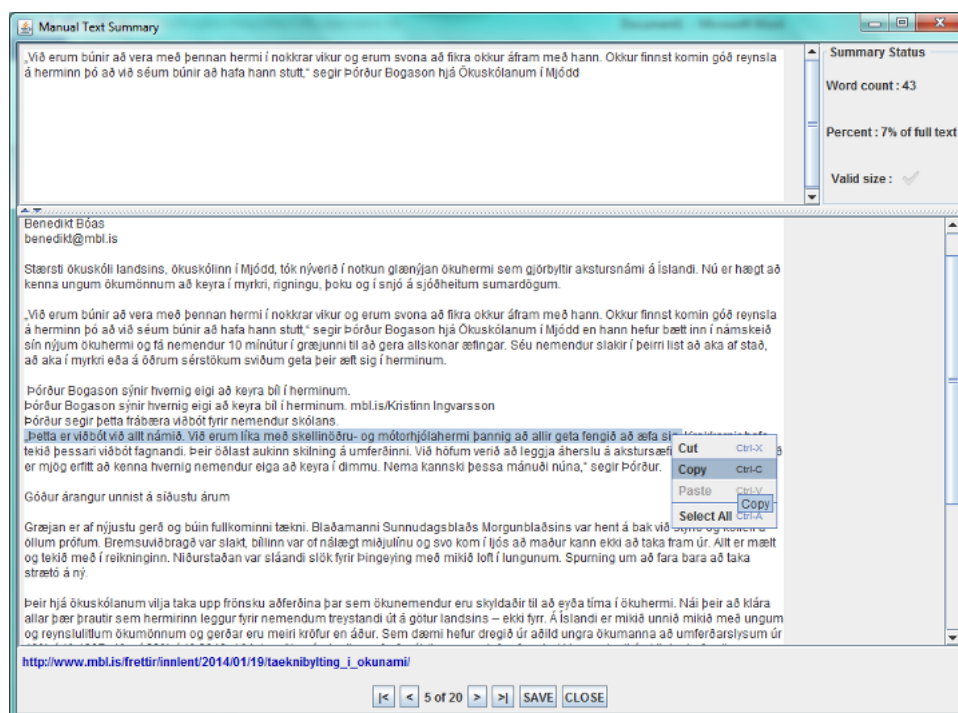 Manual Text Summary
„Við erum búnir að vera með þennan hermi í nokkrar vikur og erum svona að fikra okkur áfram með hann. Okkur finnst komin góð reynsla
á herminn þó að við séum búnir að hafa hann stutt,“ segir Þórður Bogason hjá Ökuskólanum í Mjódd
Summary Status
Word count : 43
Percent : 7% of full text
Valid size :
Benedikt Bóas
benedikt@mbl.is
Stærsti ökuskóli landsins, ökuskólinn í Mjódd, tók nýverið í notkun glænýjan ökuhermi sem gjörbyltir akstursnámi á Íslandi. Nú er hægt að
kenna ungum ökumönnum að keyra í myrkri, rigningu, þoku og í snjó á sjóðheitum sumardögum.
„Við erum búnir að vera með þennan hermi í nokkrar vikur og erum svona að fikra okkur áfram með hann. Okkur finnst komin góð reynsla
á herminn þó að við séum búnir að hafa hann stutt,“ segir Þórður Bogason hjá Ökuskólanum í Mjódd en hann hefur bætt inn í námskeið
sín nýjum ökuhermi og fá nemendur 10 mínútur í græjunni til að gera allskonar æfingar. Séu nemendur slakir í þeirri list að aka af stað,
að aka í myrkri eða á öðrum sérstökum sviðum geta þeir æft sig í herminum.
Þórður Bogason sýnir hvernig eigi að keyra bíl í herminum.
Þórður Bogason sýnir hvernig eigi að keyra bíl í herminum. mbl.is/Kristinn Ingvarsson
Þórður segir þetta frábæra viðbót fyrir nemendur skólans.
„Þetta er viðbót við allt námið. Við erum líka með skellinöðru- og mótorhjólahermi þannig að allir geta fengið að æfa sig.
tekið þessari viðbót fagnandi. Þeir öðlast aukinn skilning á umferðinni. Við höfum verið að leggja áherslu á akstursæfi
er mjög erfitt að kenna hvernig nemendur eiga að keyra í dimmu. Nema kannski þessa mánuði núna,“ segir Þórður.
Cut Ctrl-X
Copy Ctrl-C
Paste Ctrl-V
Copy
Select All Ctrl-A
Góður árangur unnist á síðustu árum
Græjan er af nýjustu gerð og búin fullkominni tækni. Blaðamanni Sunnudagsblaðs Morgunblaðsins var hent á bak við
öllum prófum. Bremsuviðbragð var slakt, bíllinn var of nálægt miðjulínu og svo kom í ljós að maður kann ekki að taka fram úr. Allt er mælt
og tekið með í reikninginn. Niðurstaðan var sláandi slök fyrir Þingeying með mikið loft í lungunum. Spurning um að fara bara að taka
strætó á ný.
Þeir hjá ökuskólanum vilja taka upp frönsku aðferðina þar sem ökunemendur eru skyldaðir til að eyða tíma í ökuhermi. Nái þeir að klára
allar þær þrautir sem hermirinn leggur fyrir nemendum treystandi út á götur landsins – ekki fyrr. Á Íslandi er mikið unnið mikið með ungum
og reynslulitlum ökumönnum og gerðar eru meiri kröfur en áður. Sem dæmi hefur dregið úr aðild ungra ökumanna að umferðarslysum úr
http://www.mbl.is/frettir/innlent/2014/01/19/taeknibylting_i_okunami/
|< < 5 of 20 > >| SAVE CLOSE